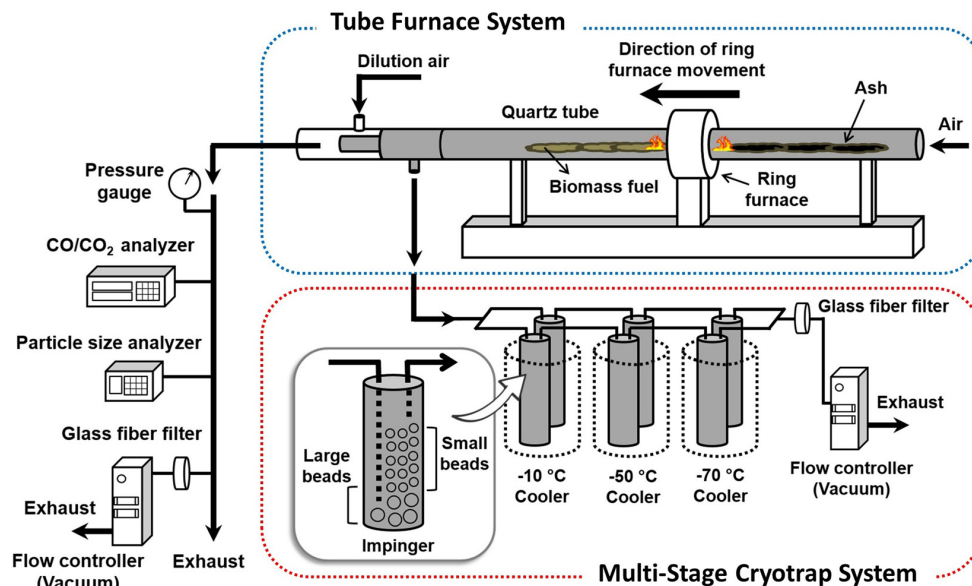 Tube Furnace System
Dilution air
Direction of ring
furnace movement
Quartz tube
Ash
Air
Biomass fuel
Ring
furnace
Pressure
gauge
CO/CO₂ analyzer
Particle size analyzer
Glass fiber filter
Exhaust
Flow controller
(Vacuum)
Exhaust
Glass fiber filter
Large
beads
Small
beads
Impinger
-10 °C
Cooler
-50 °C
Cooler
-70 °C
Cooler
Exhaust
Flow controller
(Vacuum)
Multi-Stage Cryotrap System